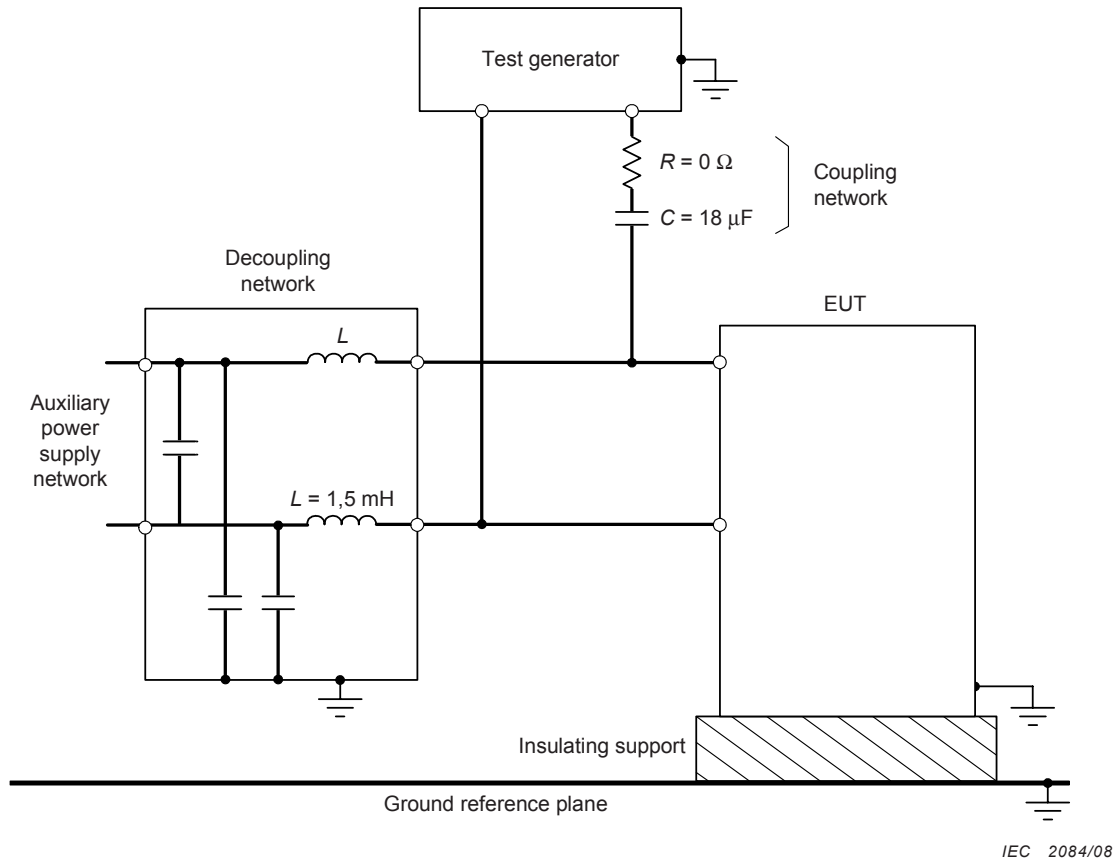 Test generator
R = 0 Ω
C = 18 μF
Coupling
network
Decoupling
network
EUT
L
Auxiliary
power
supply
network
L = 1,5 mH
Insulating support
Ground reference plane
IEC 2084/08